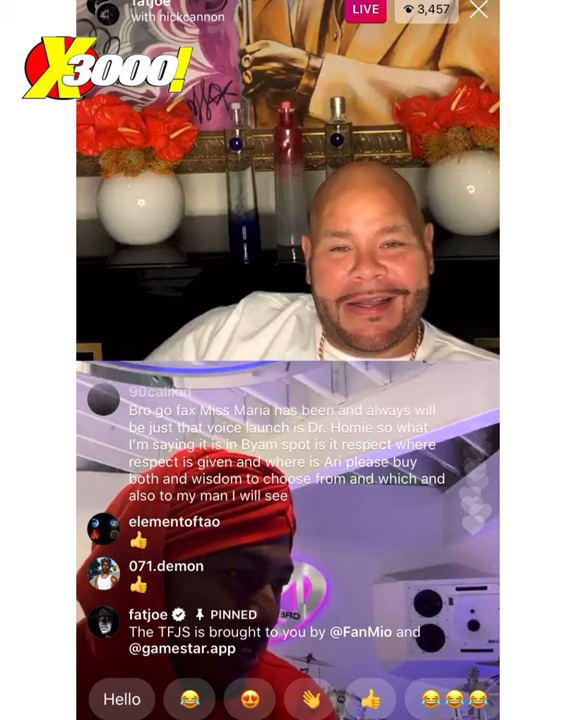 fatjoe
with nickcannon
LIVE
3,457
X3000!
90calikid
Bro go fax Miss Maria has been and always will
be just that voice launch is Dr. Homie so what
I'm saying it is in Byam spot is it respect where
respect is given and where is Ari please buy
both and wisdom to choose from and which and
also to my man I will see
elementoftao
👍
071.demon
👍
fatjoe PINNED
The TFJS is brought to you by @FanMio and
@gamestar.app
Hello 😂 😍 👋 👍 😂😂😂